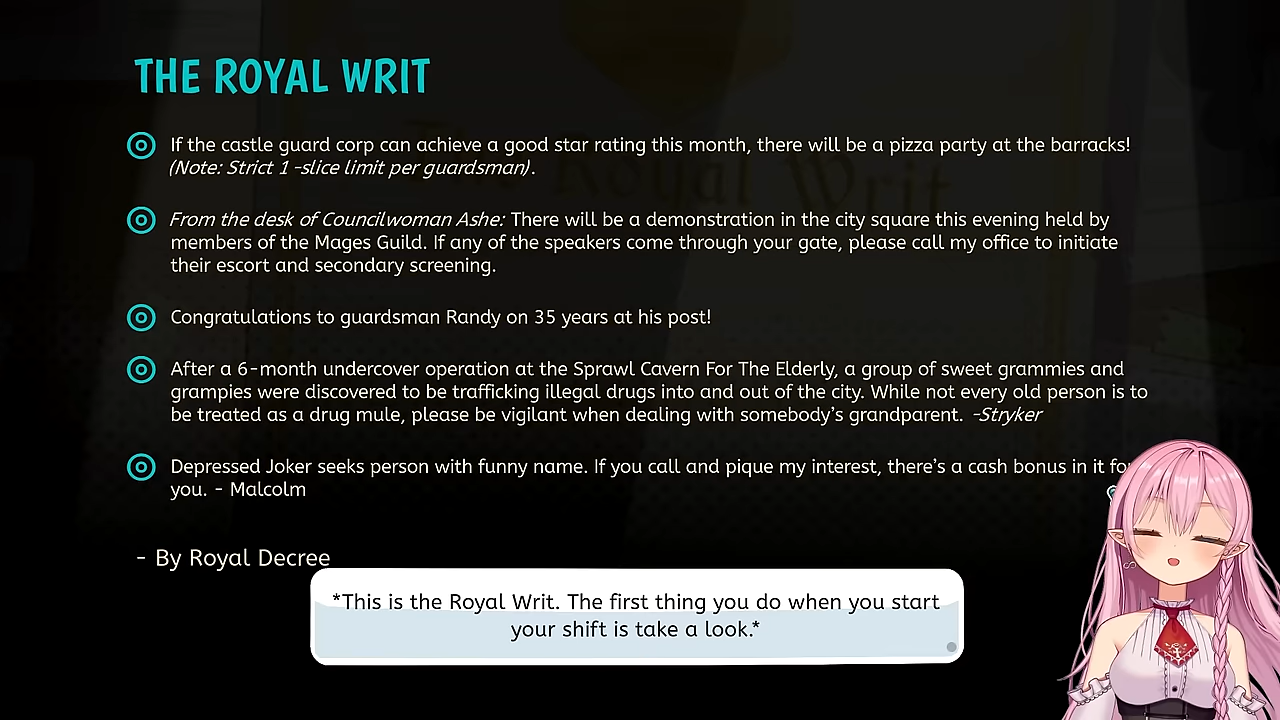 THE ROYAL WRIT
If the castle guard corp can achieve a good star rating this month, there will be a pizza party at the barracks!
(Note: Strict 1 -slice limit per guardsman).
From the desk of Councilwoman Ashe: There will be a demonstration in the city square this evening held by
members of the Mages Guild. If any of the speakers come through your gate, please call my office to initiate
their escort and secondary screening.
Congratulations to guardsman Randy on 35 years at his post!
After a 6-month undercover operation at the Sprawl Cavern For The Elderly, a group of sweet grammies and
grampies were discovered to be trafficking illegal drugs into and out of the city. While not every old person is to
be treated as a drug mule, please be vigilant when dealing with somebody's grandparent. -Stryker
Depressed Joker seeks person with funny name. If you call and pique my interest, there's a cash bonus in it for
you. - Malcolm
- By Royal Decree
*This is the Royal Writ. The first thing you do when you start
your shift is take a look.*